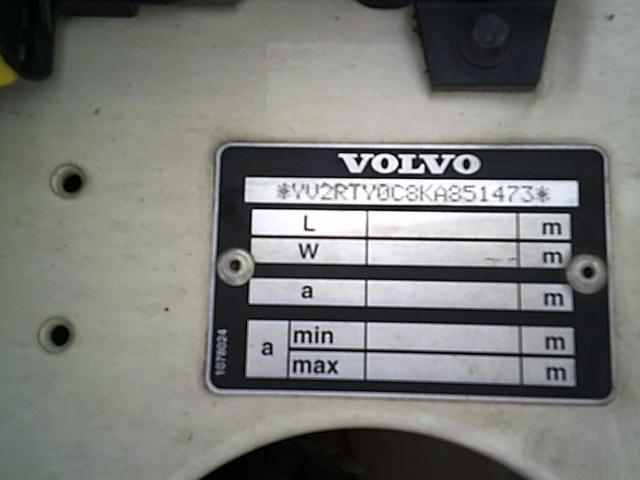 VOLVO
*YV2RTY0C8KA851473*
L m
W m
a m
a min m
max m
1078024